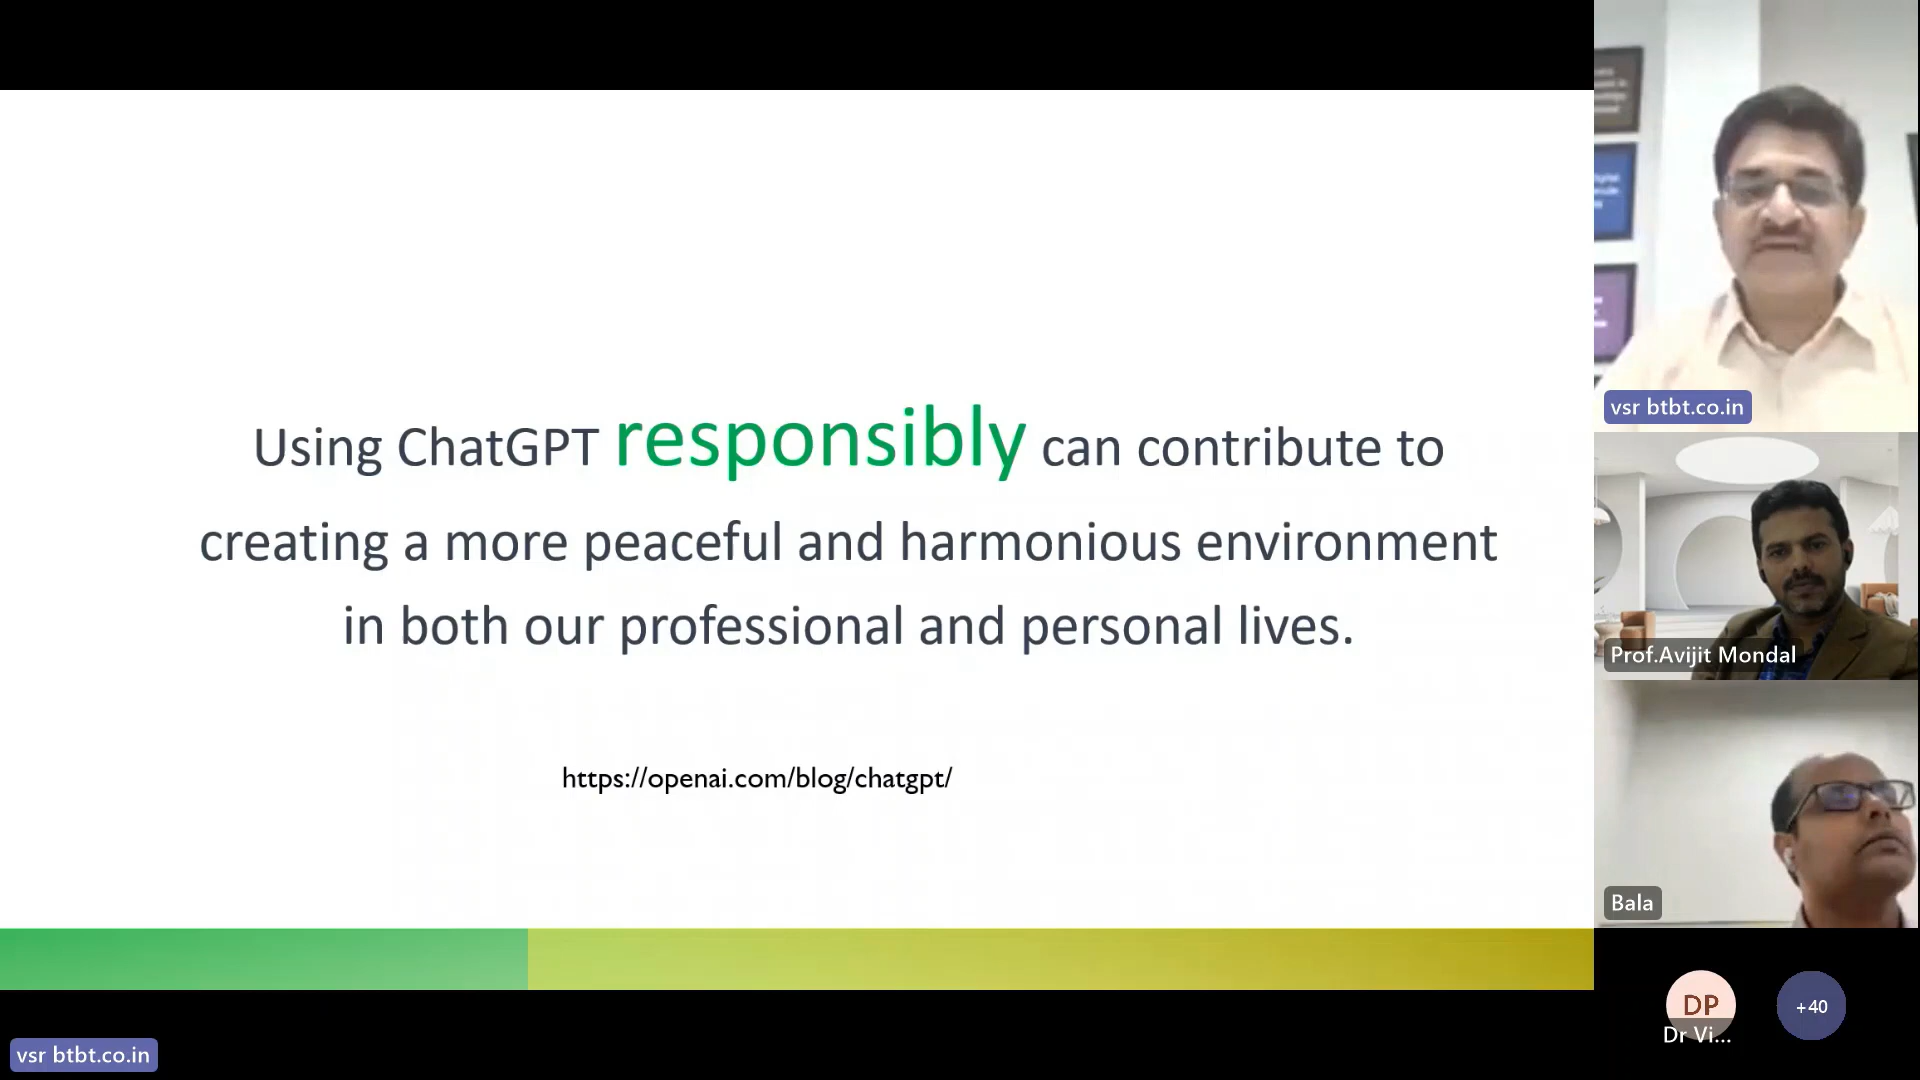 Using ChatGPT responsibly can contribute to
creating a more peaceful and harmonious environment
in both our professional and personal lives.
https://openai.com/blog/chatgpt/
vsr btbt.co.in
Prof.Avijit Mondal
Bala
DP
Dr Vi...
+40
vsr btbt.co.in